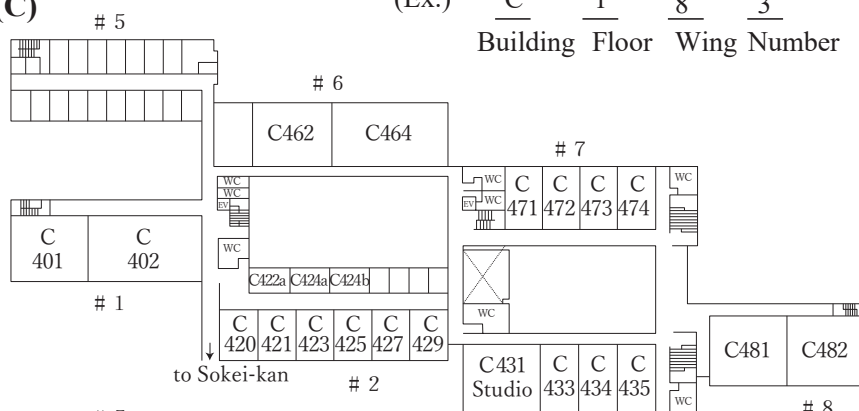 (C)
(Ex.) C 1 8 3
Building Floor Wing Number
# 5
# 6
C462
C464
# 7
WC
WC
EV
WC
WC
WC
EV
C 471
C 472
C 473
C 474
WC
C 401
C 402
# 1
C422a
C424a
C424b
WC
C 420
C 421
C 423
C 425
C 427
C 429
to Sokei-kan
# 2
C431
Studio
C 433
C 434
C 435
WC
C481
C482
# 8